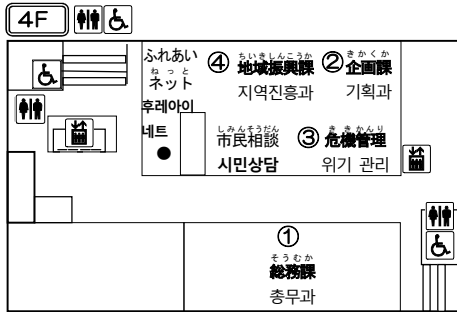 4F
ふれあい
ねっと
ネット
후레아이
네트
④ ちいきしんこうか
地域振興課
지역진흥과
② きかくか
企画課
기획과
しみんそうだん
市民相談
시민상담
③ ききかんり
危機管理
위기 관리
①
そうむか
総務課
총무과